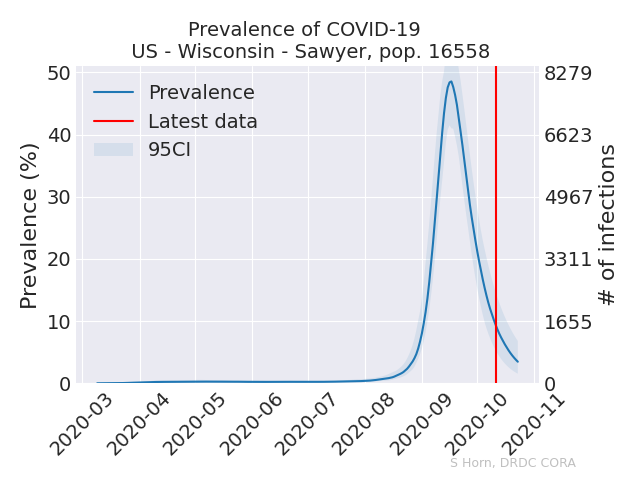 Prevalence of COVID-19
US - Wisconsin - Sawyer, pop. 16558
Prevalence
Latest data
95CI
Prevalence (%)
50
40
30
20
10
0
8279
6623
4967
3311
1655
0
# of infections
2020-03
2020-04
2020-05
2020-06
2020-07
2020-08
2020-09
2020-10
2020-11
S Horn, DRDC CORA